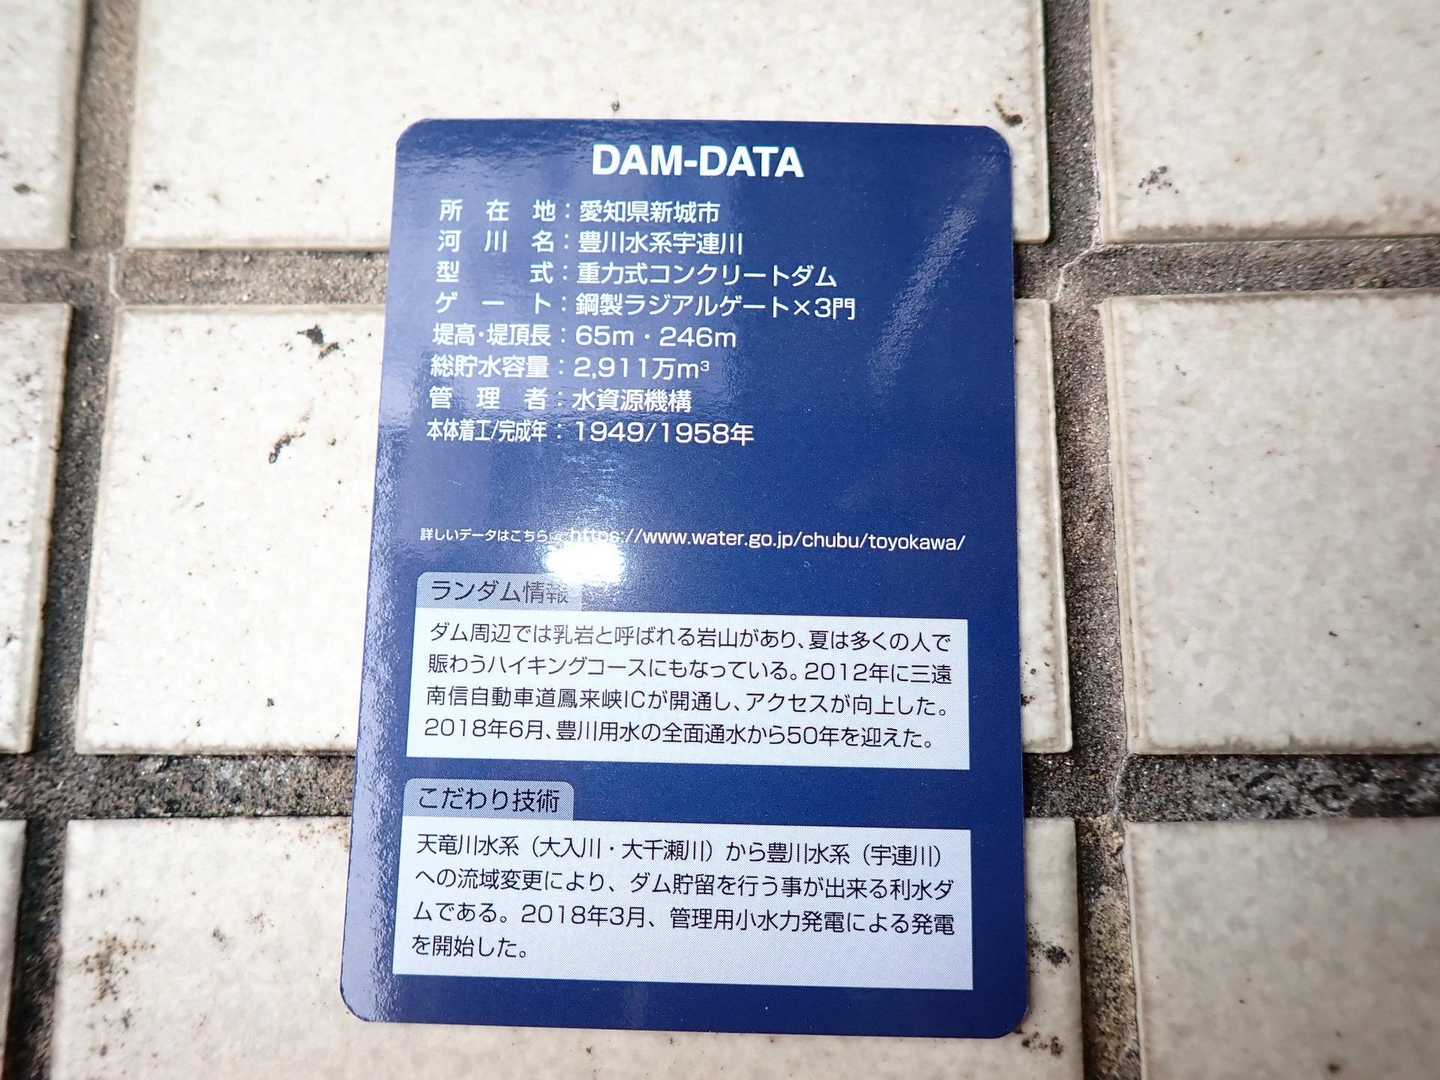 DAM-DATA
所在地：愛知県新城市
河川名：豊川水系宇連川
型式：重力式コンクリートダム
ゲート：鋼製ラジアルゲート×3門
堤高・堤頂長：65m・246m
総貯水容量：2,911万m³
管理者：水資源機構
本体着工/完成年：1949/1958年
詳しいデータはこちら☞https://www.water.go.jp/chubu/toyokawa/
ランダム情報
ダム周辺では乳岩と呼ばれる岩山があり、夏は多くの人で
賑わうハイキングコースにもなっている。2012年に三遠
南信自動車道鳳来峡ICが開通し、アクセスが向上した。
2018年6月、豊川用水の全面通水から50年を迎えた。
こだわり技術
天竜川水系（大入川・大千瀬川）から豊川水系（宇連川）
への流域変更により、ダム貯留を行う事が出来る利水ダ
ムである。2018年3月、管理用小水力発電による発電
を開始した。